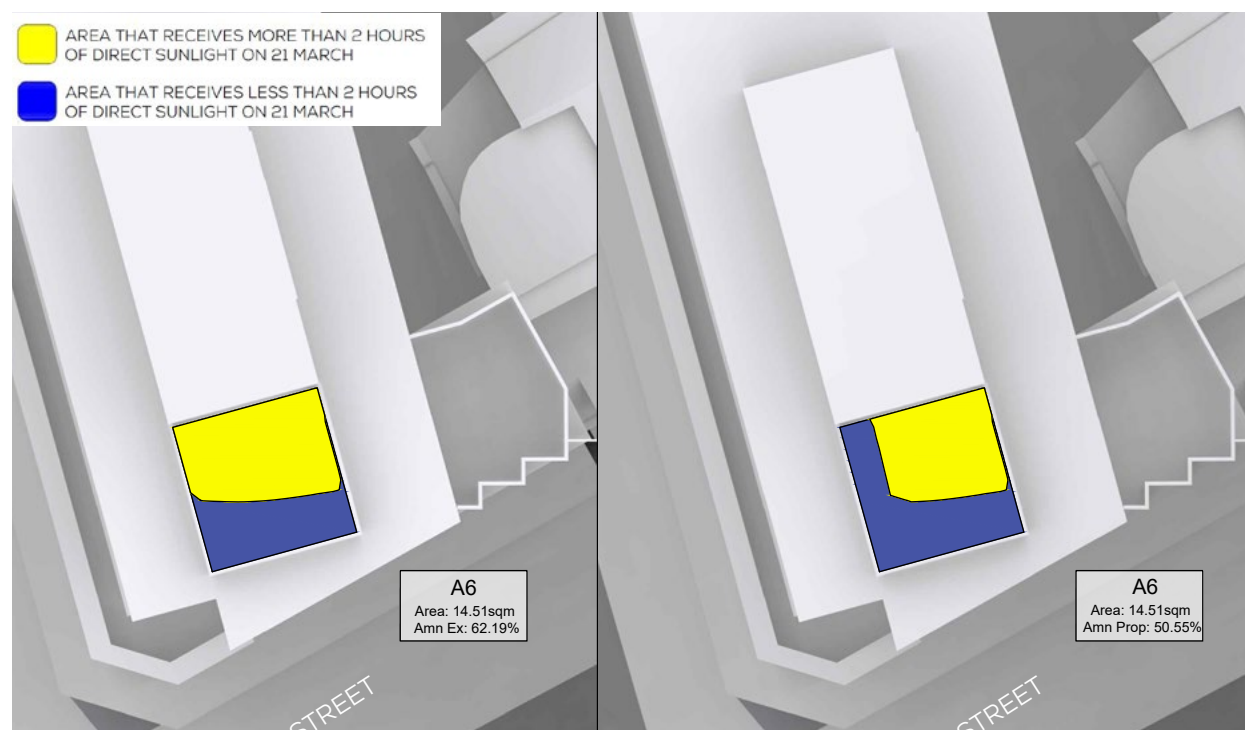 AREA THAT RECEIVES MORE THAN 2 HOURS
OF DIRECT SUNLIGHT ON 21 MARCH
AREA THAT RECEIVES LESS THAN 2 HOURS
OF DIRECT SUNLIGHT ON 21 MARCH
A6
Area: 14.51sqm
Amn Ex: 62.19%
STREET
A6
Area: 14.51sqm
Amn Prop: 50.55%
STREET